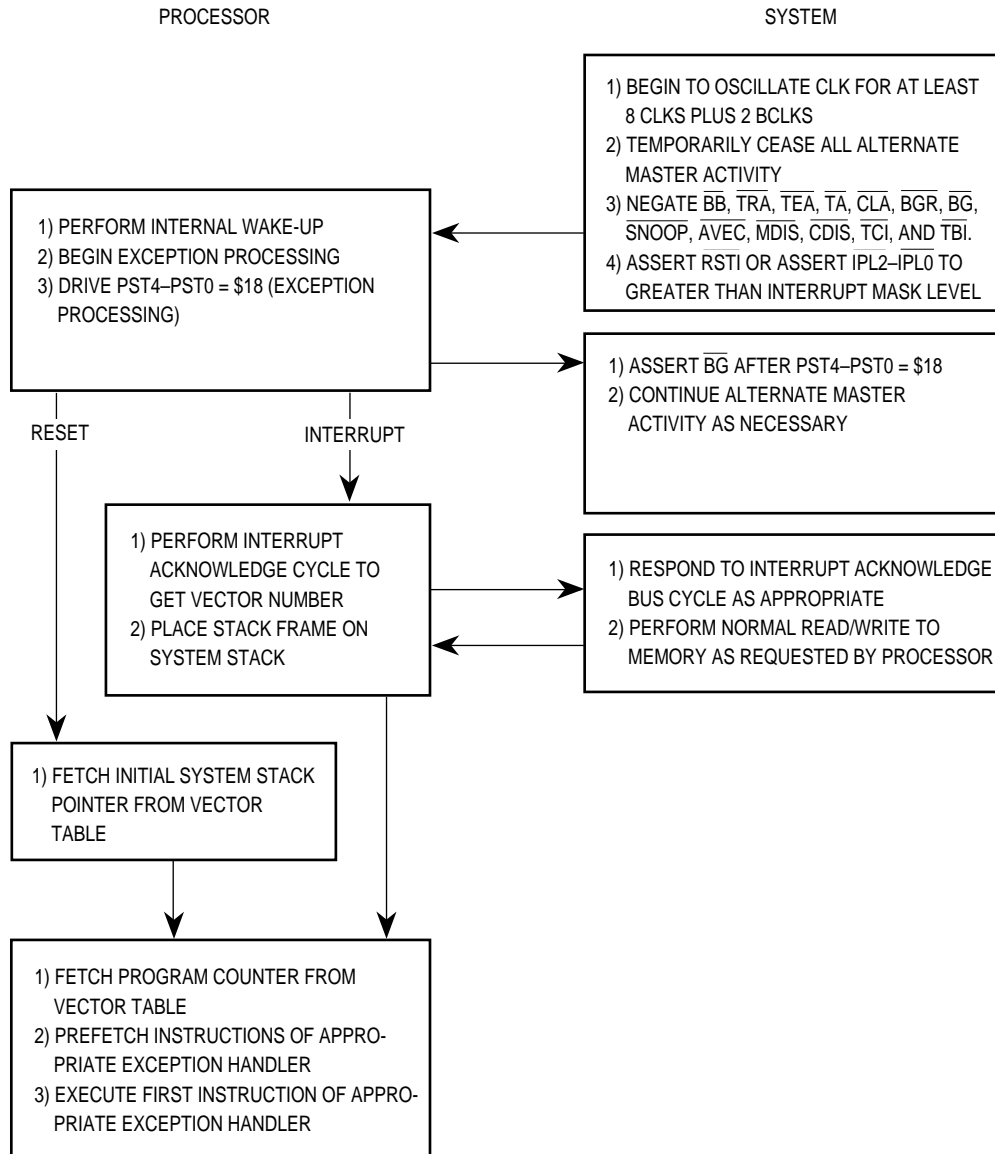 PROCESSOR
SYSTEM
1) BEGIN TO OSCILLATE CLK FOR AT LEAST
8 CLKS PLUS 2 BCLKS
2) TEMPORARILY CEASE ALL ALTERNATE
MASTER ACTIVITY
3) NEGATE BB, TRA, TEA, TA, CLA, BGR, BG,
SNOOP, AVEC, MDIS, CDIS, TCI, AND TBI.
4) ASSERT RSTI OR ASSERT IPL2–IPL0 TO
GREATER THAN INTERRUPT MASK LEVEL
1) PERFORM INTERNAL WAKE-UP
2) BEGIN EXCEPTION PROCESSING
3) DRIVE PST4–PST0 = $18 (EXCEPTION
PROCESSING)
1) ASSERT BG AFTER PST4–PST0 = $18
2) CONTINUE ALTERNATE MASTER
ACTIVITY AS NECESSARY
RESET
INTERRUPT
1) PERFORM INTERRUPT
ACKNOWLEDGE CYCLE TO
GET VECTOR NUMBER
2) PLACE STACK FRAME ON
SYSTEM STACK
1) RESPOND TO INTERRUPT ACKNOWLEDGE
BUS CYCLE AS APPROPRIATE
2) PERFORM NORMAL READ/WRITE TO
MEMORY AS REQUESTED BY PROCESSOR
1) FETCH INITIAL SYSTEM STACK
POINTER FROM VECTOR
TABLE
1) FETCH PROGRAM COUNTER FROM
VECTOR TABLE
2) PREFETCH INSTRUCTIONS OF APPRO-
PRIATE EXCEPTION HANDLER
3) EXECUTE FIRST INSTRUCTION OF APPRO-
PRIATE EXCEPTION HANDLER